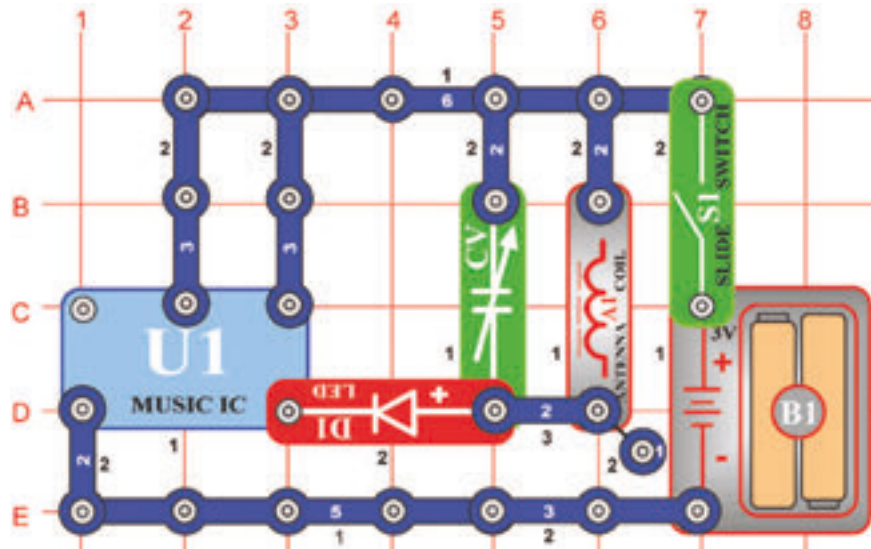 1 2 3 4 5 6 7 8
1
A 6
2 2 2 2 2 2 2
B
3 3 CV S1 SLIDE SWITCH
C
U1 A1 ANTENNA COIL
1 1 1 3V +
LED +
MUSIC IC D1 B1
D 2
1 2 3
2 2 2 1 -
E 5 3
1 2